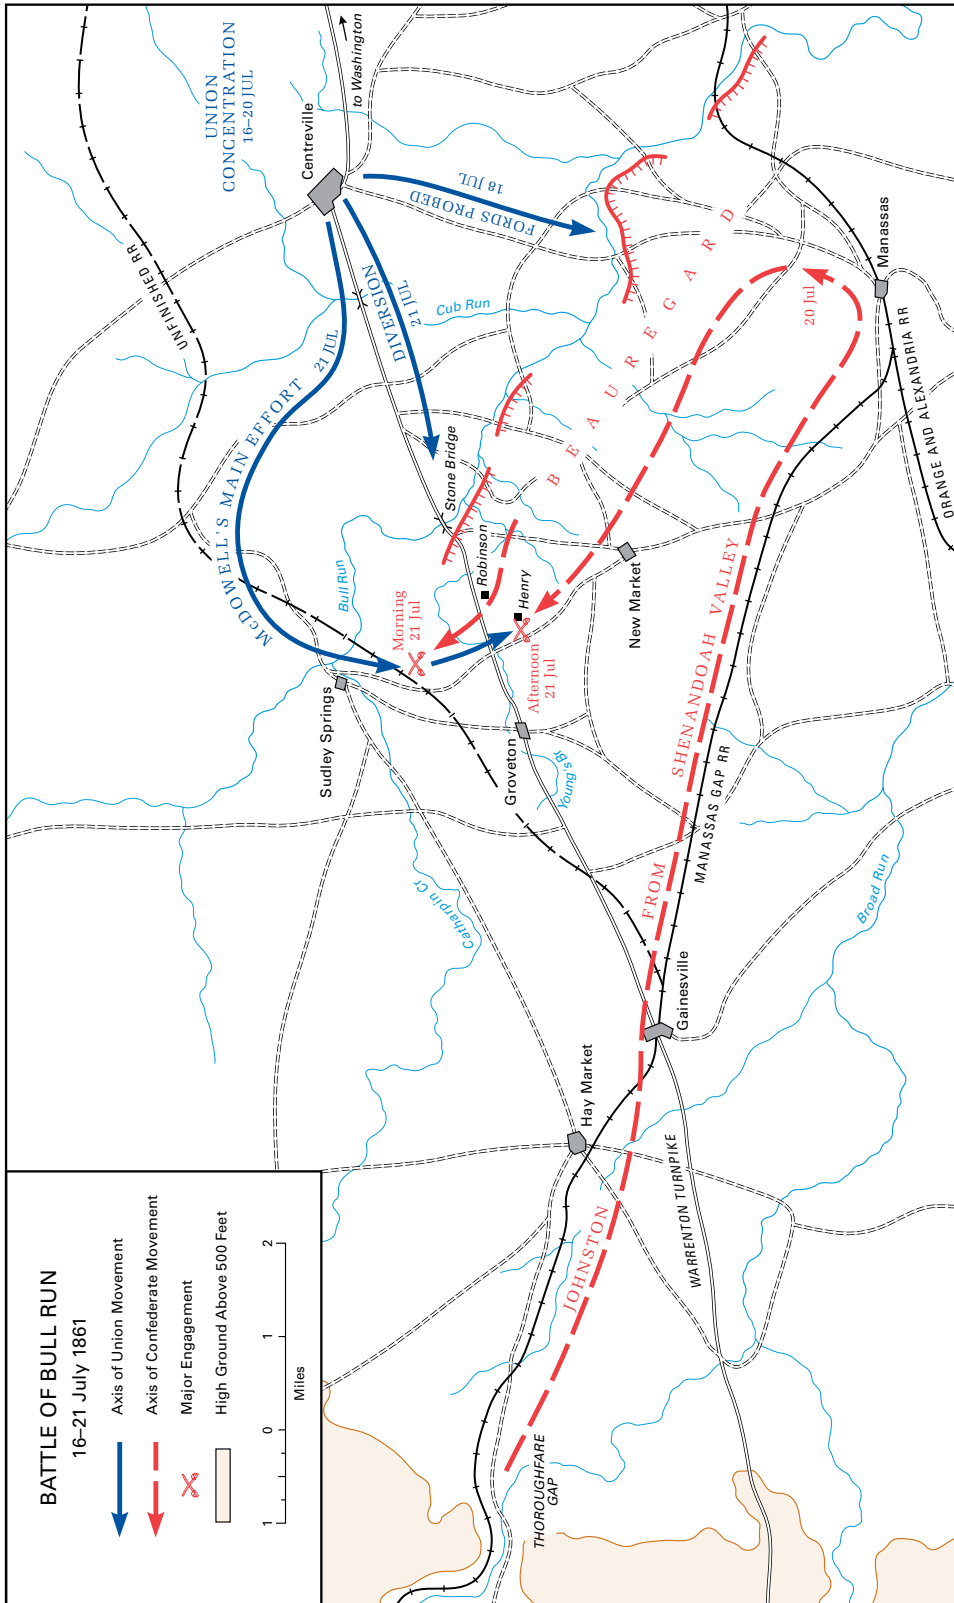 BATTLE OF BULL RUN
16–21 July 1861
Axis of Union Movement
Axis of Confederate Movement
Major Engagement
High Ground Above 500 Feet
1 0 1 2
Miles
THOROUGHFARE
GAP
JOHNSTON
FROM
SHENANDOAH VALLEY
WARRENTON TURNPIKE
Hay Market
Gainesville
MANASSAS GAP RR
Broad Run
Catharpin Cr
Sudley Springs
Groveton
Young's Br
Bull Run
Morning
21 Jul
Afternoon
21 Jul
Robinson
Henry
New Market
Stone Bridge
McDOWELL'S MAIN EFFORT 21 JUL
UNFINISHED RR
DIVERSION
21 JUL
Cub Run
FORDS PROBED
18 JUL
BEAUREGARD
20 Jul
Manassas
ORANGE AND ALEXANDRIA RR
Centreville
UNION
CONCENTRATION
16–20 JUL
to Washington